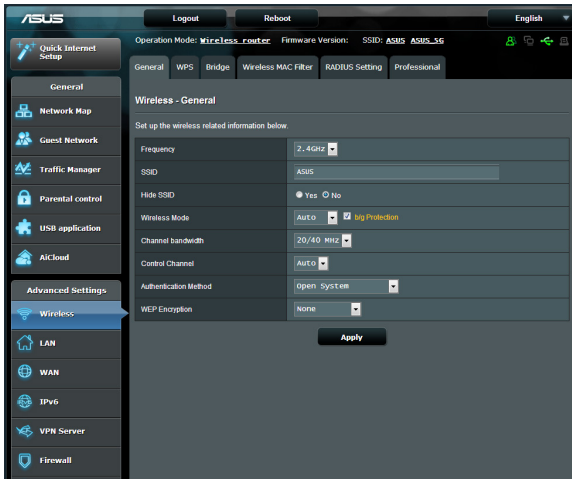 ASUS
Logout
Reboot
English
Quick Internet
Setup
Operation Mode: Wireless router Firmware Version: SSID: ASUS ASUS_5G
General
Network Map
Guest Network
Traffic Manager
Parental control
USB application
AiCloud
Advanced Settings
Wireless
LAN
WAN
IPv6
VPN Server
Firewall
General
WPS
Bridge
Wireless MAC Filter
RADIUS Setting
Professional
Wireless - General
Set up the wireless related information below.
Frequency 2.4GHz
SSID ASUS
Hide SSID Yes No
Wireless Mode Auto b/g Protection
Channel bandwidth 20/40 MHz
Control Channel Auto
Authentication Method Open System
WEP Encryption None
Apply